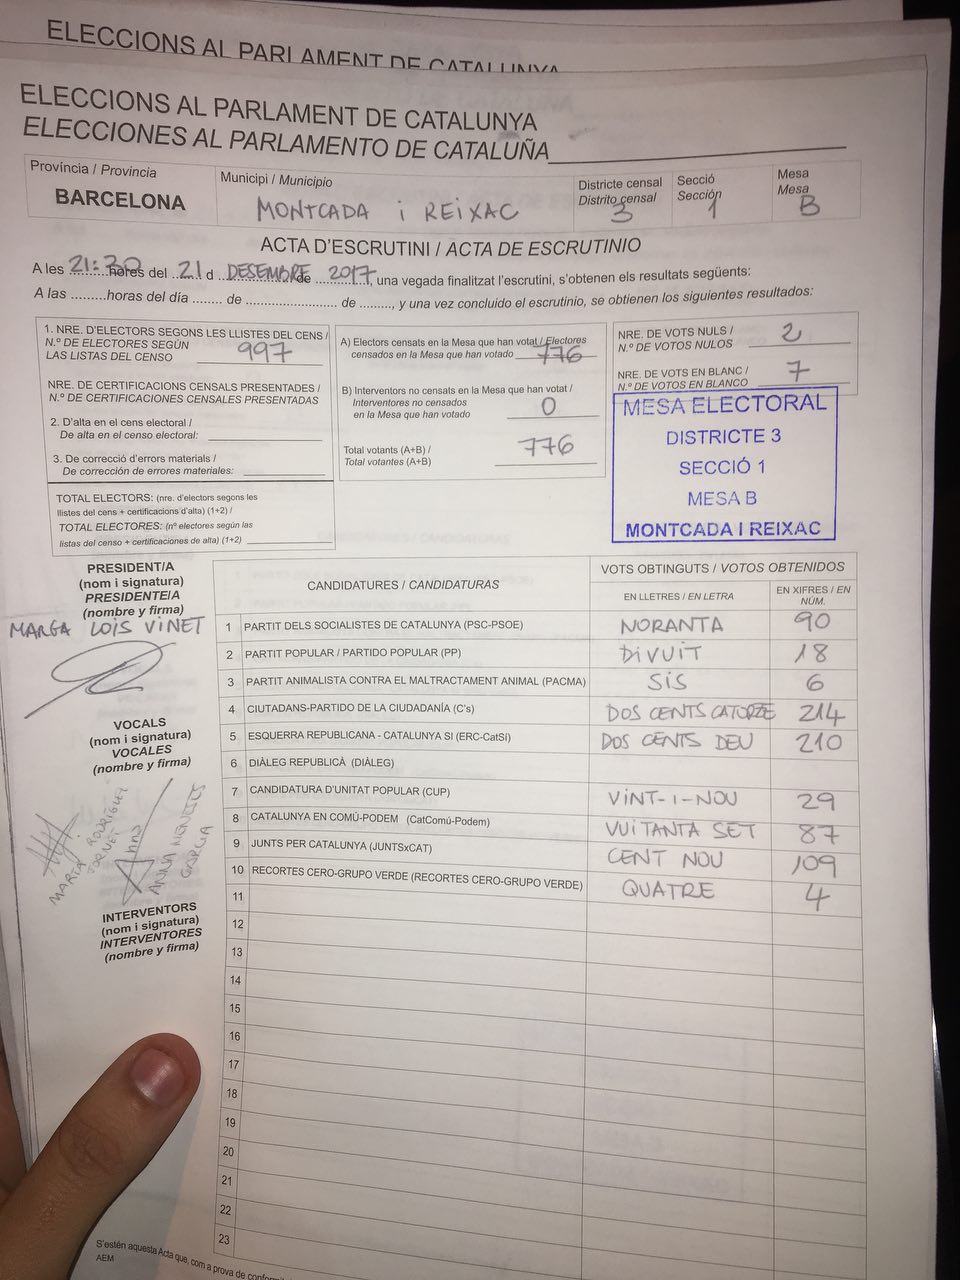 ELECCIONS AL PARLAMENT DE CATALUNYA
ELECCIONS AL PARLAMENT DE CATALUNYA
ELECCIONES AL PARLAMENTO DE CATALUÑA
Província / Provincia
BARCELONA
Municipi / Municipio
MONTCADA i REIXAC
Districte censal
Distrito censal
3
Secció
Sección
1
Mesa
Mesa
B
ACTA D'ESCRUTINI / ACTA DE ESCRUTINIO
A les 21:30 hores del 21 d DESEMBRE de 2017, una vegada finalitzat l'escrutini, s'obtenen els resultats següents:
A las .........horas del día ........ de ...................... de ........, y una vez concluido el escrutinio, se obtienen los siguientes resultados:
1. NRE. D'ELECTORS SEGONS LES LLISTES DEL CENS /
N.º DE ELECTORES SEGÚN
LAS LISTAS DEL CENSO 997
NRE. DE CERTIFICACIONS CENSALS PRESENTADES /
N.º DE CERTIFICACIONES CENSALES PRESENTADAS
2. D'alta en el cens electoral /
De alta en el censo electoral:
3. De correcció d'errors materials /
De corrección de errores materiales:
TOTAL ELECTORS: (nre. d'electors segons les
llistes del cens + certificacions d'alta) (1+2) /
TOTAL ELECTORES: (nº electores según las
listas del censo + certificaciones de alta) (1+2)
A) Electors censats en la Mesa que han votat / Electores
censados en la Mesa que han votado 776
B) Interventors no censats en la Mesa que han votat /
Interventores no censados
en la Mesa que han votado 0
Total votants (A+B) /
Total votantes (A+B) 776
NRE. DE VOTS NULS /
N.º DE VOTOS NULOS 2
NRE. DE VOTS EN BLANC /
N.º DE VOTOS EN BLANCO 7
MESA ELECTORAL
DISTRICTE 3
SECCIÓ 1
MESA B
MONTCADA I REIXAC
PRESIDENT/A
(nom i signatura)
PRESIDENTE/A
(nombre y firma)
MARGA LOIS VINET
VOCALS
(nom i signatura)
VOCALES
(nombre y firma)
MARÍA RODRÍGUEZ
ANNA
GARCIA
INTERVENTORS
(nom i signatura)
INTERVENTORES
(nombre y firma)
CANDIDATURES / CANDIDATURAS
VOTS OBTINGUTS / VOTOS OBTENIDOS
EN LLETRES / EN LETRA
EN XIFRES / EN NÚM.
1 PARTIT DELS SOCIALISTES DE CATALUNYA (PSC-PSOE) NORANTA 90
2 PARTIT POPULAR / PARTIDO POPULAR (PP) DIVUIT 18
3 PARTIT ANIMALISTA CONTRA EL MALTRACTAMENT ANIMAL (PACMA) SIS 6
4 CIUTADANS-PARTIDO DE LA CIUDADANÍA (C's) DOS CENTS CATORZE 214
5 ESQUERRA REPUBLICANA - CATALUNYA SI (ERC-CatSí) DOS CENTS DEU 210
6 DIÀLEG REPUBLICÀ (DIÀLEG)
7 CANDIDATURA D'UNITAT POPULAR (CUP) VINT-I-NOU 29
8 CATALUNYA EN COMÚ-PODEM (CatComú-Podem) VUITANTA SET 87
9 JUNTS PER CATALUNYA (JUNTSxCAT) CENT NOU 109
10 RECORTES CERO-GRUPO VERDE (RECORTES CERO-GRUPO VERDE) QUATRE 4
11
12
13
14
15
16
17
18
19
20
21
22
23
S'estén aquesta Acta que, com a prova de
AEM